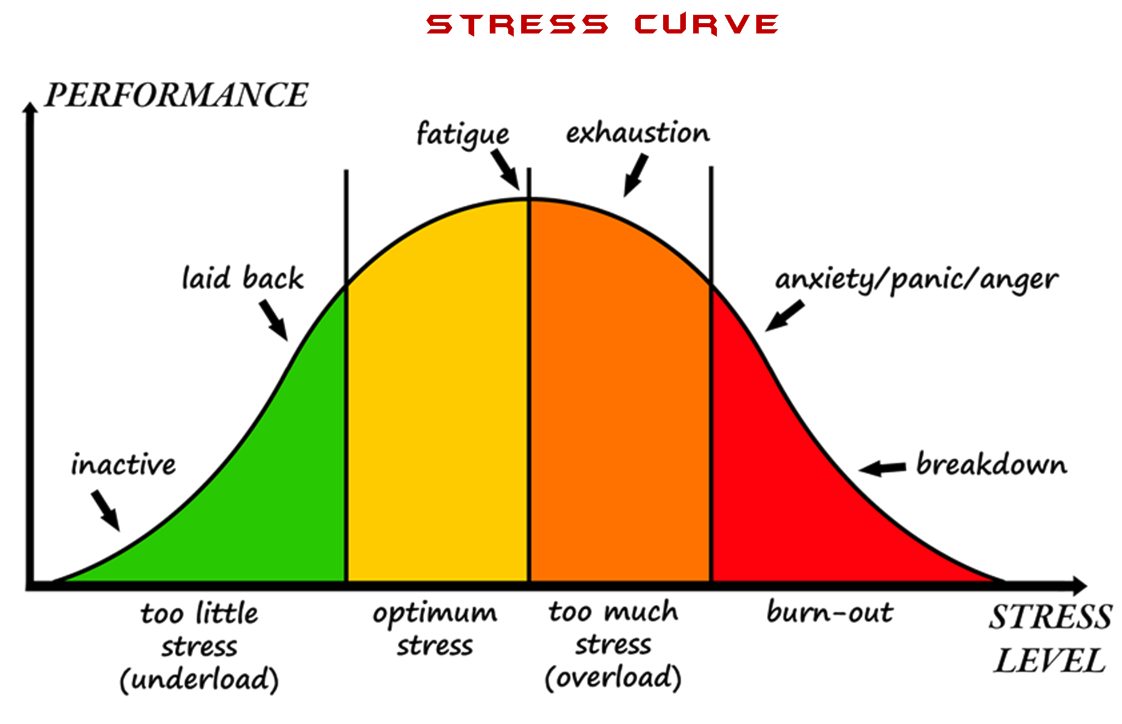 STRESS CURVE
PERFORMANCE
fatigue
exhaustion
laid back
anxiety/panic/anger
inactive
breakdown
too little
stress
(underload)
optimum
stress
too much
stress
(overload)
burn-out
STRESS
LEVEL